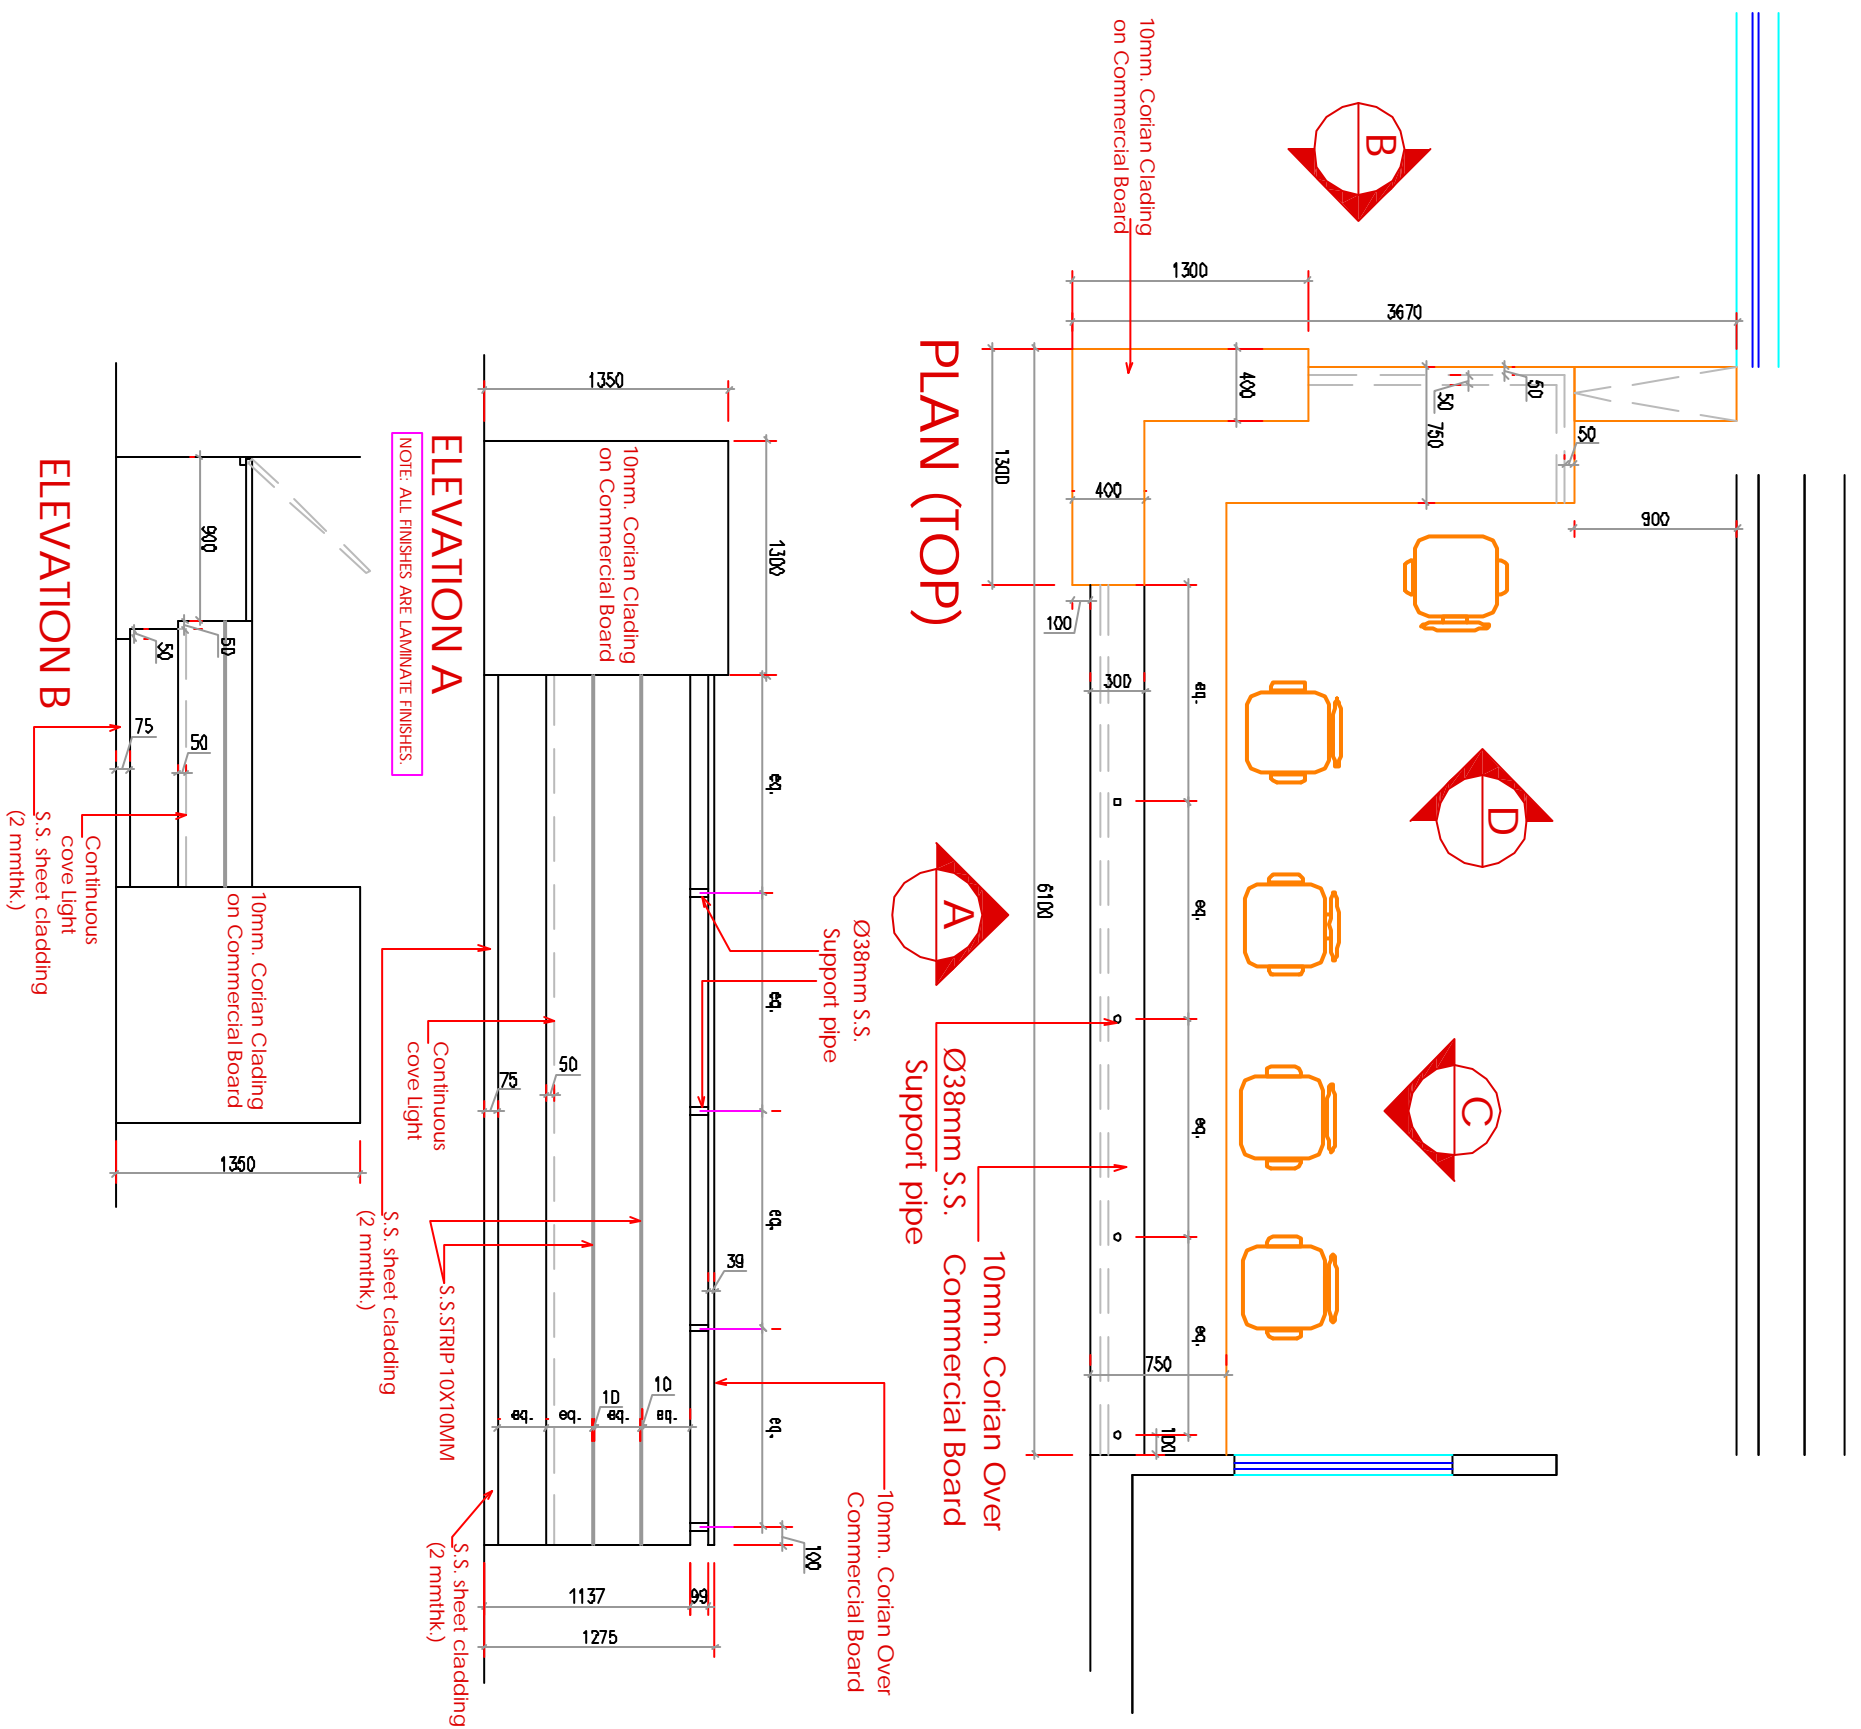 10mm. Corian Clading
on Commercial Board
B
1300
3670
1300
400
400
50
50
750
50
900
PLAN (TOP)
100
300
eq.
eq.
eq.
eq.
6100
750
100
D
C
A
Ø38mm S.S.
Support pipe
10mm. Corian Over
Commercial Board
1350
1300
10mm. Corian Clading
on Commercial Board
ELEVATION A
NOTE: ALL FINISHES ARE LAMINATE FINISHES.
eq.
eq.
eq.
eq.
Ø38mm S.S.
Support pipe
75
50
39
Continuous
cove Light
S.S. sheet cladding
(2 mmthk.)
S.S.STRIP 10X10MM
eq.
eq.
eq.
eq.
10
10
10mm. Corian Over
Commercial Board
S.S. sheet cladding
(2 mmthk.)
100
1137
99
1275
ELEVATION B
900
50
50
75
50
Continuous
cove Light
S.S. sheet cladding
(2 mmthk.)
10mm. Corian Clading
on Commercial Board
1350